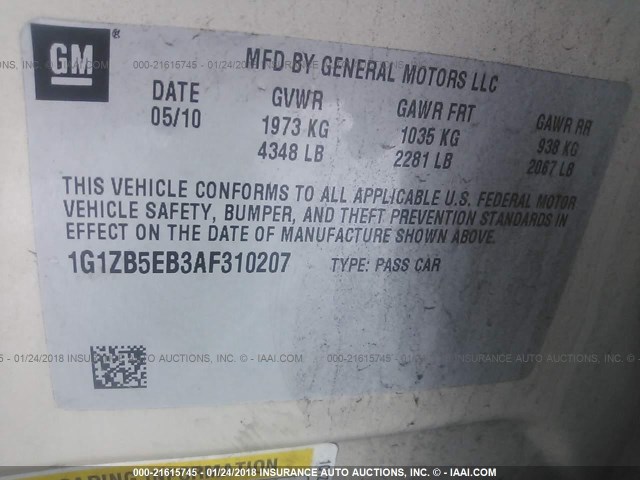 GM ®
MFD BY GENERAL MOTORS LLC
DATE GVWR GAWR FRT GAWR RR
05/10 1973 KG 1035 KG 938 KG
4348 LB 2281 LB 2067 LB
THIS VEHICLE CONFORMS TO ALL APPLICABLE U.S. FEDERAL MOTOR
VEHICLE SAFETY, BUMPER, AND THEFT PREVENTION STANDARDS IN
EFFECT ON THE DATE OF MANUFACTURE SHOWN ABOVE.
1G1ZB5EB3AF310207 TYPE: PASS CAR
000-21615745 - 01/24/2018 INSURANCE AUTO AUCTIONS, INC. © - IAAI.COM